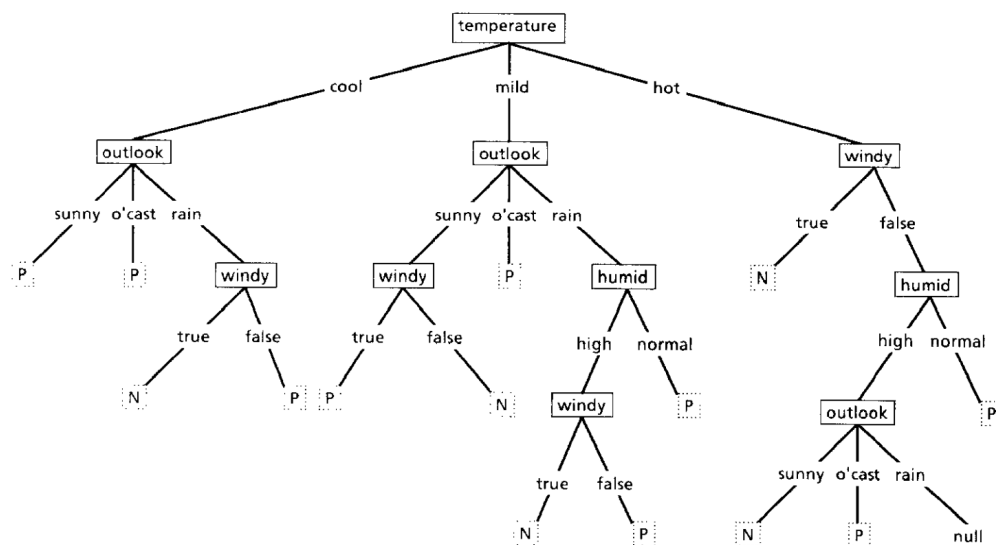 temperature
cool mild hot
outlook outlook windy
sunny o'cast rain sunny o'cast rain true false
P P windy windy P humid N humid
true false true false high normal high normal
N P P N windy P outlook P
true false sunny o'cast rain
N P N P null